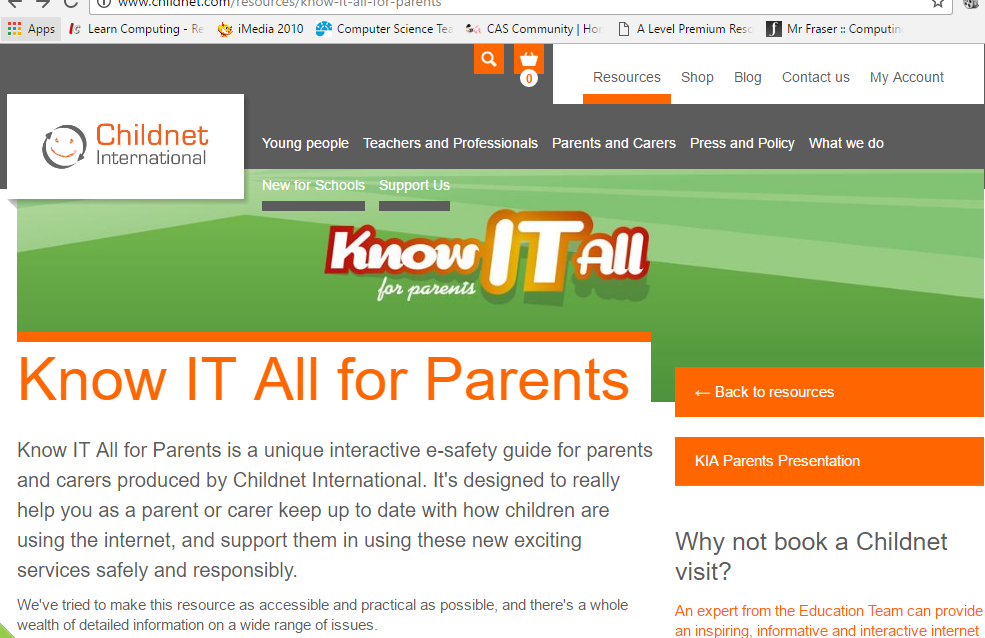 www.childnet.com/resources/know-it-all-for-parents
Apps Learn Computing - Re iMedia 2010 Computer Science Tea CAS Community | Hor A Level Premium Reso Mr Fraser :: Computin
0
Resources Shop Blog Contact us My Account
Childnet
International
Young people Teachers and Professionals Parents and Carers Press and Policy What we do
New for Schools Support Us
Know IT All
for parents
Know IT All for Parents
← Back to resources
Know IT All for Parents is a unique interactive e-safety guide for parents
and carers produced by Childnet International. It's designed to really
help you as a parent or carer keep up to date with how children are
using the internet, and support them in using these new exciting
services safely and responsibly.
We've tried to make this resource as accessible and practical as possible, and there's a whole
wealth of detailed information on a wide range of issues.
KIA Parents Presentation
Why not book a Childnet
visit?
An expert from the Education Team can provide
an inspiring, informative and interactive internet